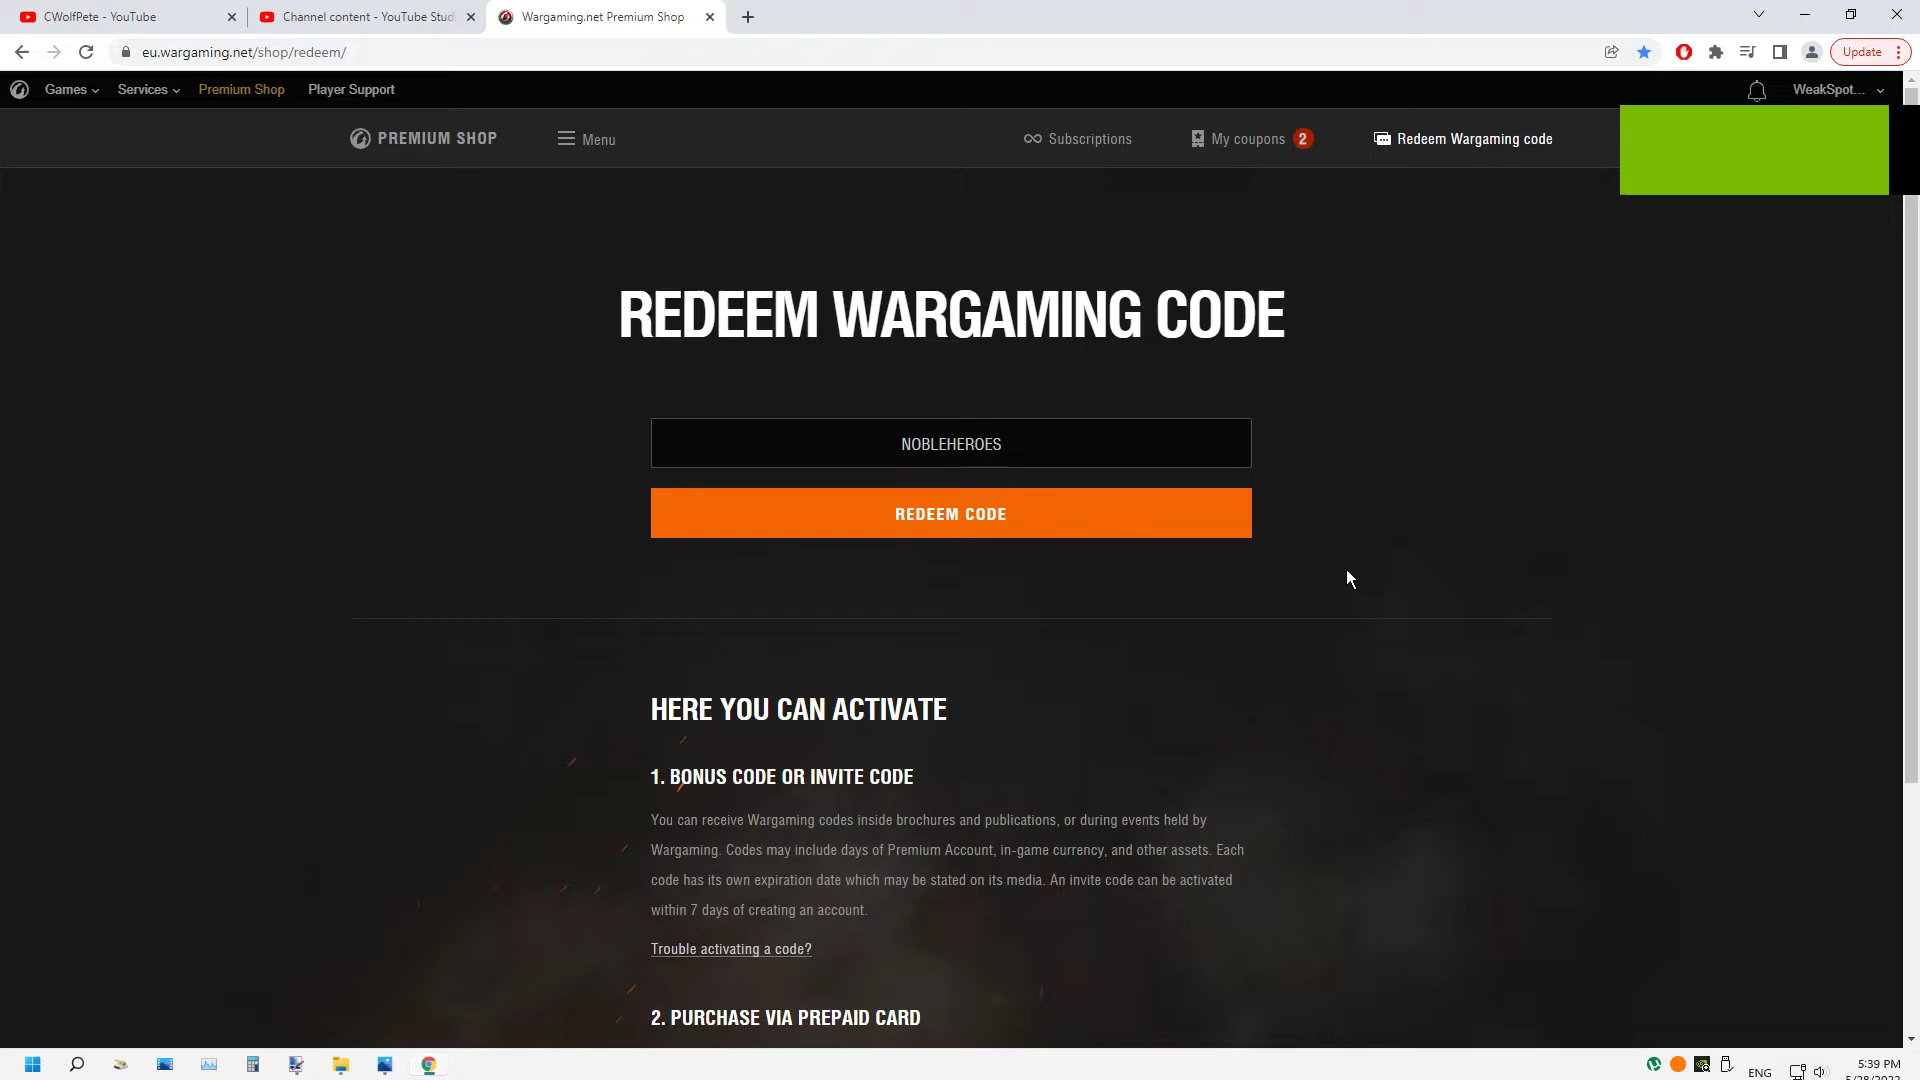 CWolfPete - YouTube
Channel content - YouTube Studi
Wargaming.net Premium Shop
eu.wargaming.net/shop/redeem/
Update
Games
Services
Premium Shop
Player Support
WeakSpot...
PREMIUM SHOP
Menu
Subscriptions
My coupons 2
Redeem Wargaming code
REDEEM WARGAMING CODE
NOBLEHEROES
REDEEM CODE
HERE YOU CAN ACTIVATE
1. BONUS CODE OR INVITE CODE
You can receive Wargaming codes inside brochures and publications, or during events held by
Wargaming. Codes may include days of Premium Account, in-game currency, and other assets. Each
code has its own expiration date which may be stated on its media. An invite code can be activated
within 7 days of creating an account.
Trouble activating a code?
2. PURCHASE VIA PREPAID CARD
ENG
5:39 PM
5/28/2022